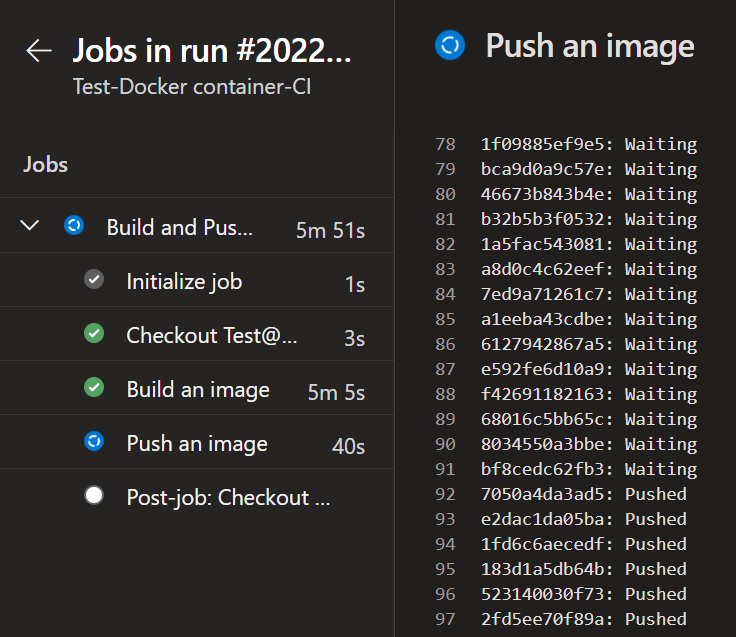 Jobs in run #2022...
Test-Docker container-CI
Jobs
Build and Pus... 5m 51s
Initialize job 1s
Checkout Test@... 3s
Build an image 5m 5s
Push an image 40s
Post-job: Checkout ...
Push an image
78 1f09885ef9e5: Waiting
79 bca9d0a9c57e: Waiting
80 46673b843b4e: Waiting
81 b32b5b3f0532: Waiting
82 1a5fac543081: Waiting
83 a8d0c4c62eef: Waiting
84 7ed9a71261c7: Waiting
85 a1eeba43cdbe: Waiting
86 6127942867a5: Waiting
87 e592fe6d10a9: Waiting
88 f42691182163: Waiting
89 68016c5bb65c: Waiting
90 8034550a3bbe: Waiting
91 bf8cedc62fb3: Waiting
92 7050a4da3ad5: Pushed
93 e2dac1da05ba: Pushed
94 1fd6c6aecedf: Pushed
95 183d1a5db64b: Pushed
96 523140030f73: Pushed
97 2fd5ee70f89a: Pushed